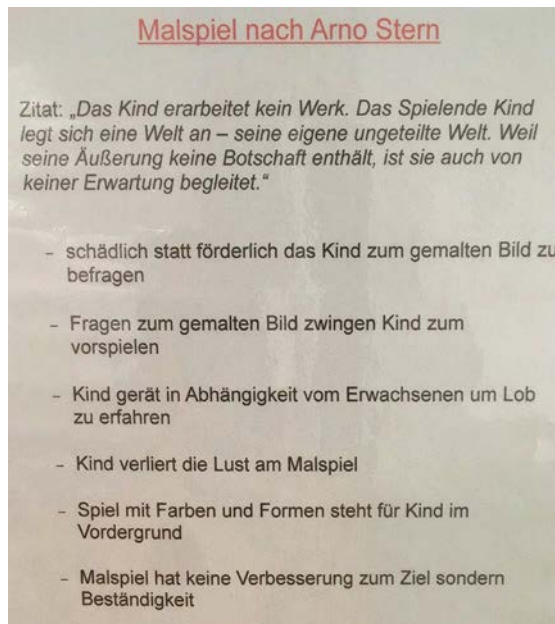 Malspiel nach Arno Stern
Zitat: „Das Kind erarbeitet kein Werk. Das Spielende Kind
legt sich eine Welt an – seine eigene ungeteilte Welt. Weil
seine Äußerung keine Botschaft enthält, ist sie auch von
keiner Erwartung begleitet.“
- schädlich statt förderlich das Kind zum gemalten Bild zu
befragen
- Fragen zum gemalten Bild zwingen Kind zum
vorspielen
- Kind gerät in Abhängigkeit vom Erwachsenen um Lob
zu erfahren
- Kind verliert die Lust am Malspiel
- Spiel mit Farben und Formen steht für Kind im
Vordergrund
- Malspiel hat keine Verbesserung zum Ziel sondern
Beständigkeit